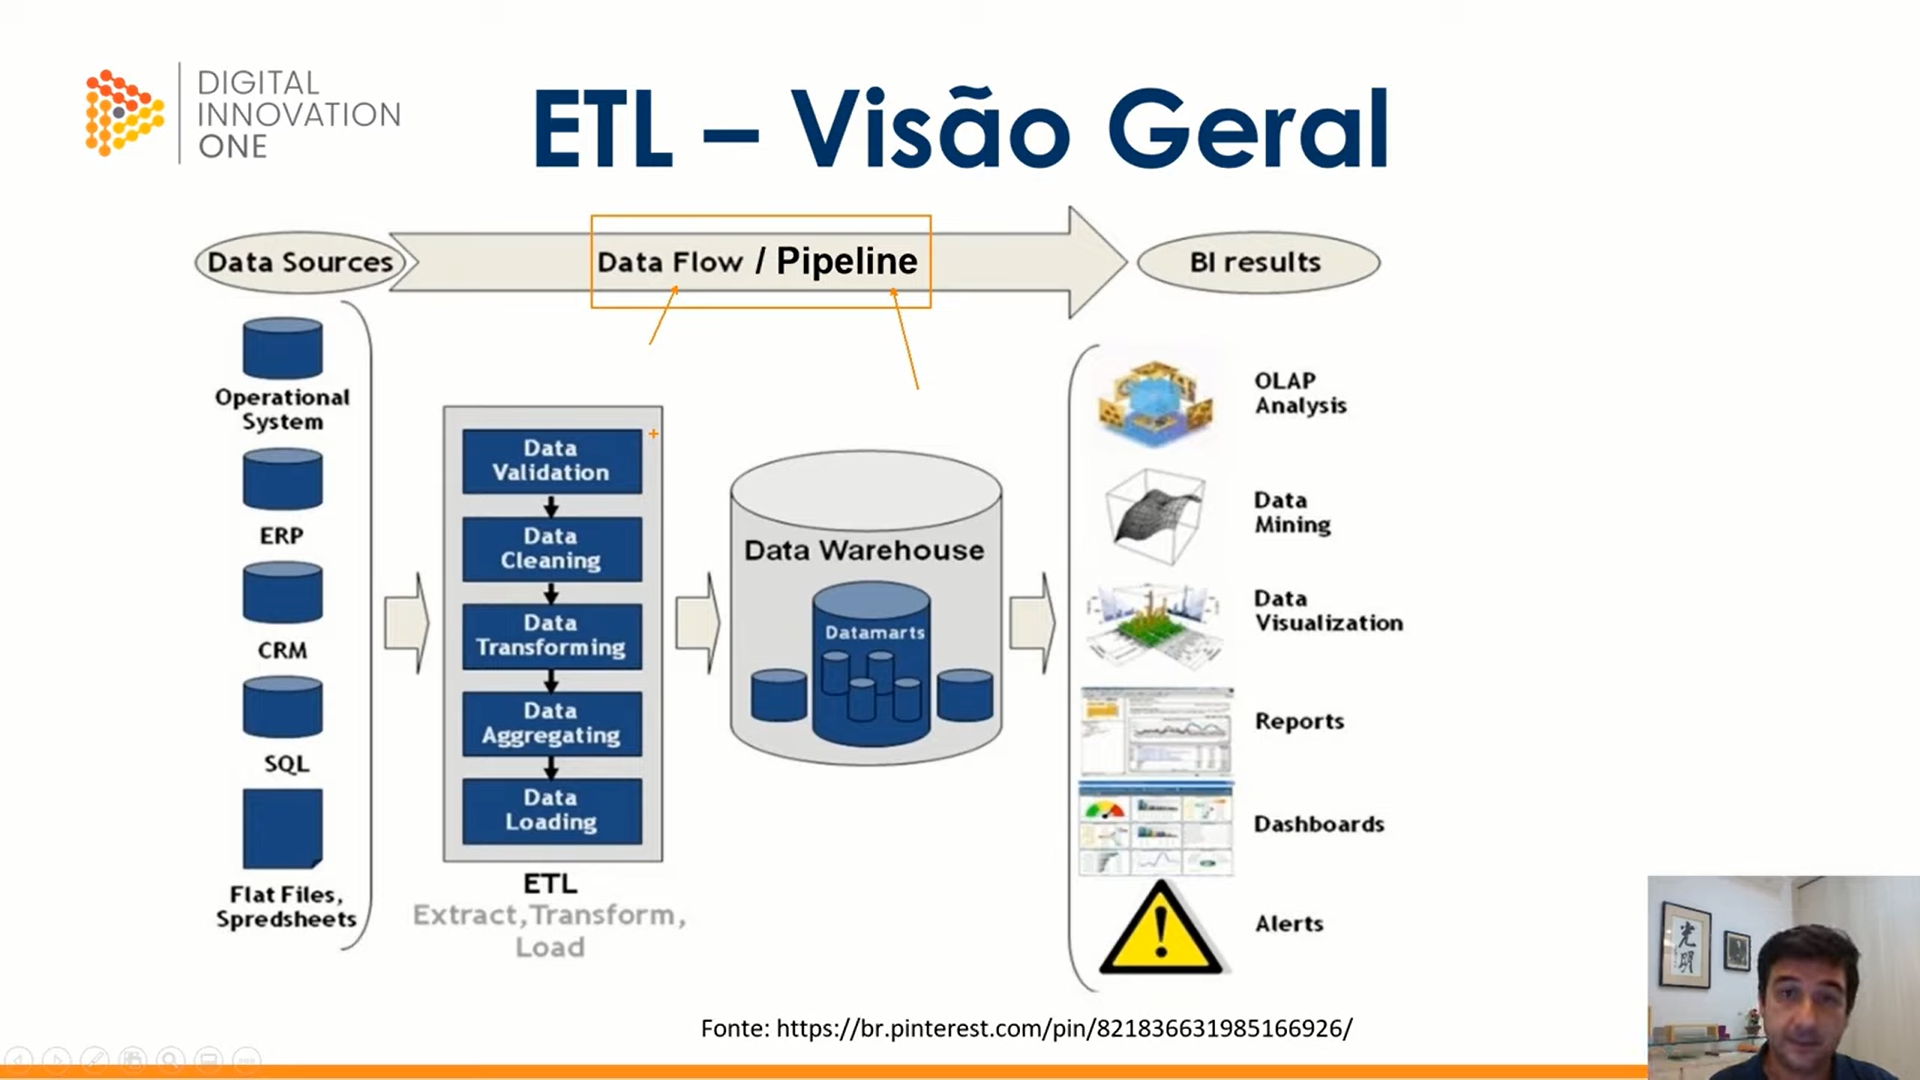 DIGITAL
INNOVATION
ONE
ETL – Visão Geral
Data Sources
Data Flow / Pipeline
BI results
Operational
System
ERP
CRM
SQL
Flat Files,
Spredsheets
Data
Validation
Data
Cleaning
Data
Transforming
Data
Aggregating
Data
Loading
ETL
Extract, Transform,
Load
Data Warehouse
Datamarts
OLAP
Analysis
Data
Mining
Data
Visualization
Reports
Dashboards
Alerts
Fonte: https://br.pinterest.com/pin/821836631985166926/
光
明